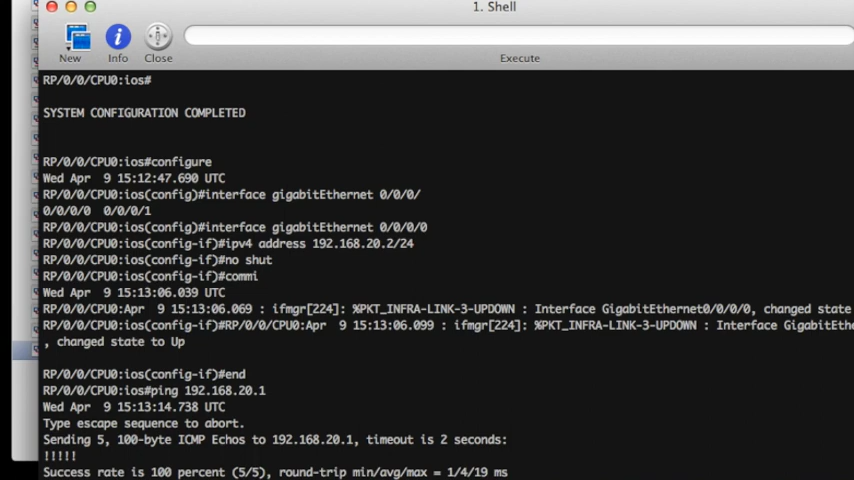 1. Shell
New Info Close Execute
RP/0/0/CPU0:ios#
SYSTEM CONFIGURATION COMPLETED
RP/0/0/CPU0:ios#configure
Wed Apr  9 15:12:47.690 UTC
RP/0/0/CPU0:ios(config)#interface gigabitEthernet 0/0/0/
0/0/0/0  0/0/0/1
RP/0/0/CPU0:ios(config)#interface gigabitEthernet 0/0/0/0
RP/0/0/CPU0:ios(config-if)#ipv4 address 192.168.20.2/24
RP/0/0/CPU0:ios(config-if)#no shut
RP/0/0/CPU0:ios(config-if)#commi
Wed Apr  9 15:13:06.039 UTC
RP/0/0/CPU0:Apr  9 15:13:06.069 : ifmgr[224]: %PKT_INFRA-LINK-3-UPDOWN : Interface GigabitEthernet0/0/0/0, changed state
RP/0/0/CPU0:ios(config-if)#RP/0/0/CPU0:Apr  9 15:13:06.099 : ifmgr[224]: %PKT_INFRA-LINK-3-UPDOWN : Interface GigabitEthe
, changed state to Up
RP/0/0/CPU0:ios(config-if)#end
RP/0/0/CPU0:ios#ping 192.168.20.1
Wed Apr  9 15:13:14.738 UTC
Type escape sequence to abort.
Sending 5, 100-byte ICMP Echos to 192.168.20.1, timeout is 2 seconds:
!!!!!
Success rate is 100 percent (5/5), round-trip min/avg/max = 1/4/19 ms